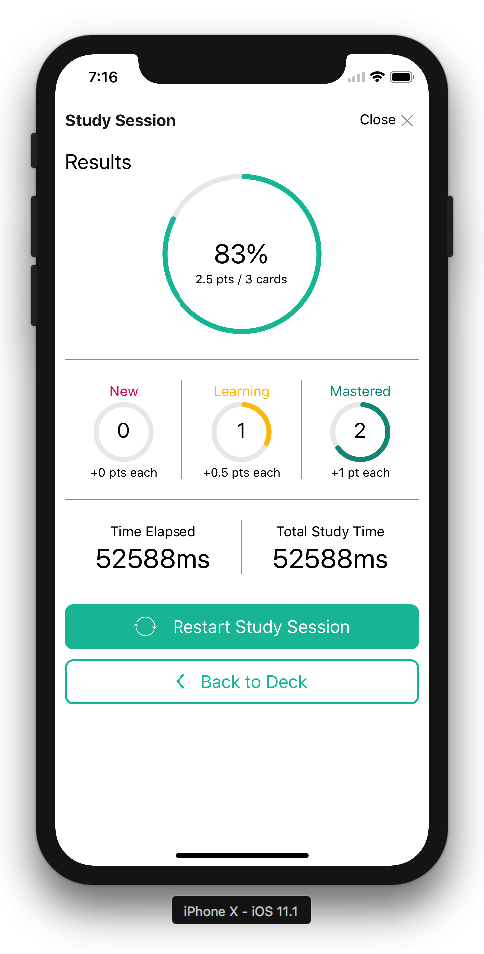 7:16
Study Session Close
Results
83%
2.5 pts / 3 cards
New Learning Mastered
0 1 2
+0 pts each +0.5 pts each +1 pt each
Time Elapsed Total Study Time
52588ms 52588ms
Restart Study Session
Back to Deck
iPhone X - iOS 11.1